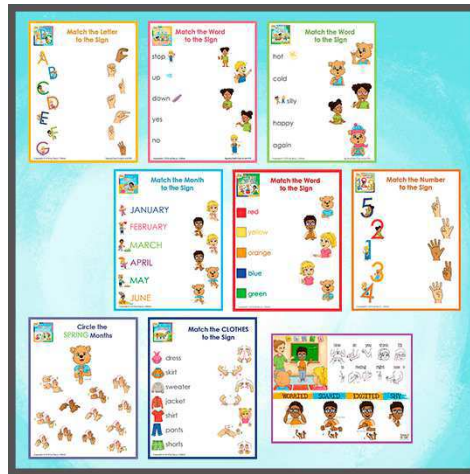 Match the Letter
to the Sign
A
B
C
D
E
G
Match the Word
to the Sign
stop
up
down
yes
no
Match the Word
to the Sign
hot
cold
silly
happy
again
Match the Month
to the Sign
JANUARY
FEBRUARY
MARCH
APRIL
MAY
JUNE
Match the Word
to the Sign
red
yellow
orange
blue
green
Match the Number
to the Sign
5
2
1
3
4
Circle the
SPRING Months
Match the CLOTHES
to the Sign
dress
skirt
sweater
jacket
shirt
pants
shorts
WORRIED SCARED EXCITED SHY